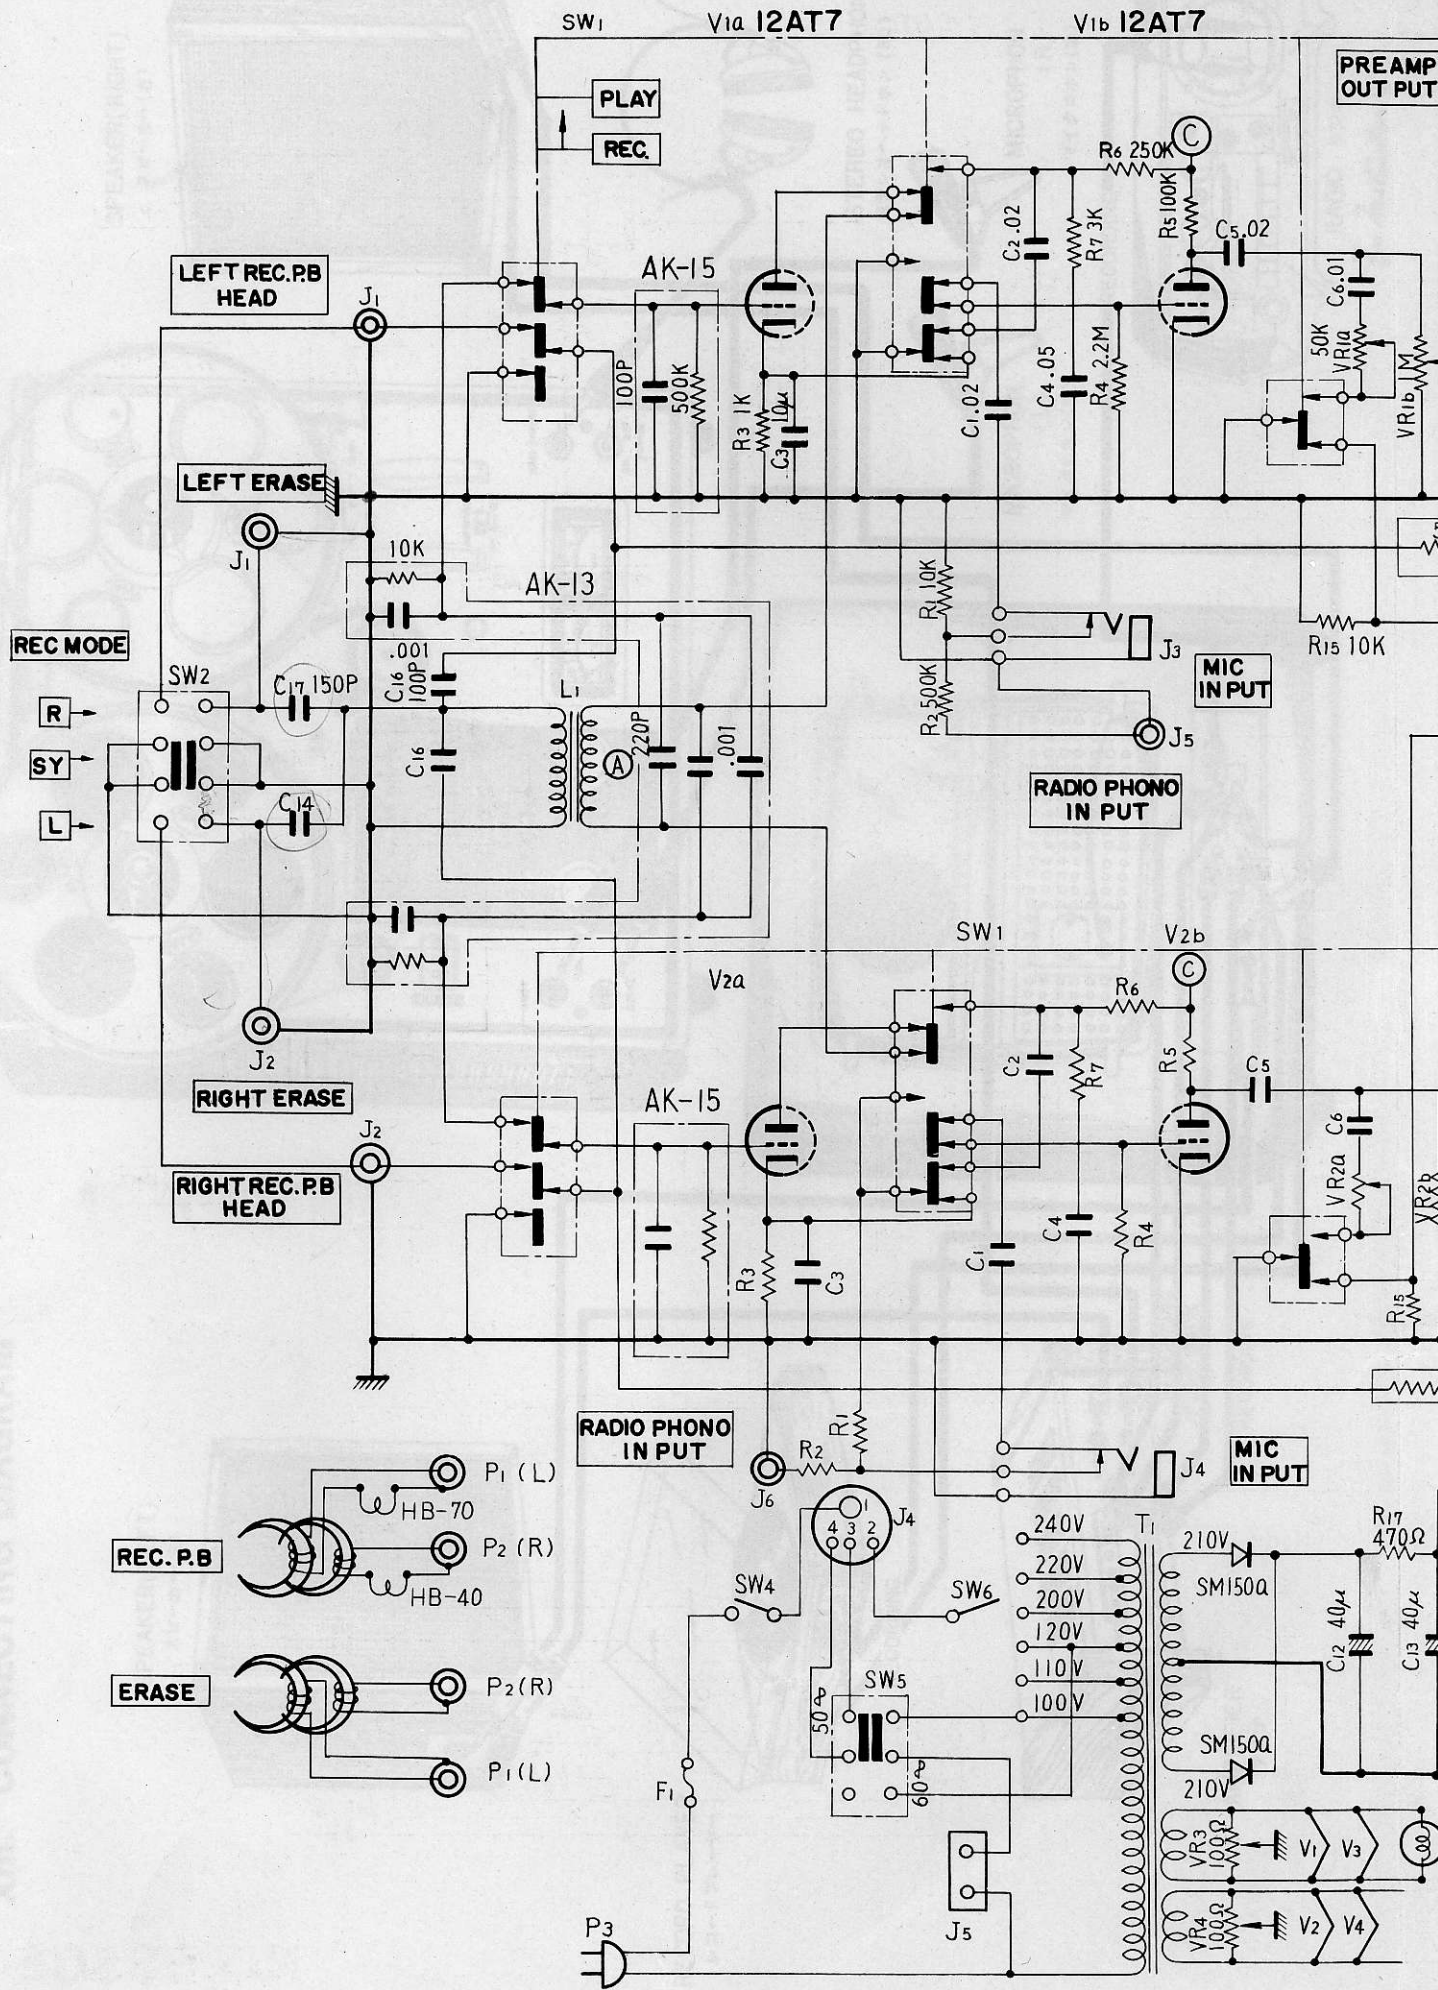 SW1
V1a 12AT7
V1b 12AT7
PREAMP
OUT PUT
PLAY
REC.
C
R6 250K
R5 100K
C5 .02
C2 .02
R7 3K
C6 .01
LEFT REC.P.B
HEAD
J1
AK-15
100P
500K
R3 1K
C3 10μ
C1 .02
C4 .05
R4 2.2M
50K
VR1a
VR1b 1M
LEFT ERASE
J1
10K
AK-13
.001
R1 10K
J3
R15 10K
REC MODE
SW2
C17 150P
C16
100P
L1
MIC
IN PUT
R
R2 500K
J5
SY
C16
A
220P
.001
RADIO PHONO
IN PUT
L
C14
SW1
V2b
V2a
C
R6
J2
C2
R7
R5
C5
RIGHT ERASE
AK-15
C6
J2
VR2a
VR2b
RIGHT REC.P.B
HEAD
R3
C3
C1
C4
R4
R15
RADIO PHONO
IN PUT
R1
R2
MIC
IN PUT
J4
J6
P1 (L)
HB-70
REC. P.B
P2 (R)
HB-40
J4
1
4 3 2
240V
T1
210V
R17
470Ω
220V
SM150a
SW4
SW6
200V
120V
C12 40μ
C13 40μ
110V
ERASE
P2 (R)
SW5
100V
50
SM150a
P1 (L)
F1
60
210V
VR3
100Ω
V1
V3
J5
P3
VR4
100Ω
V2
V4